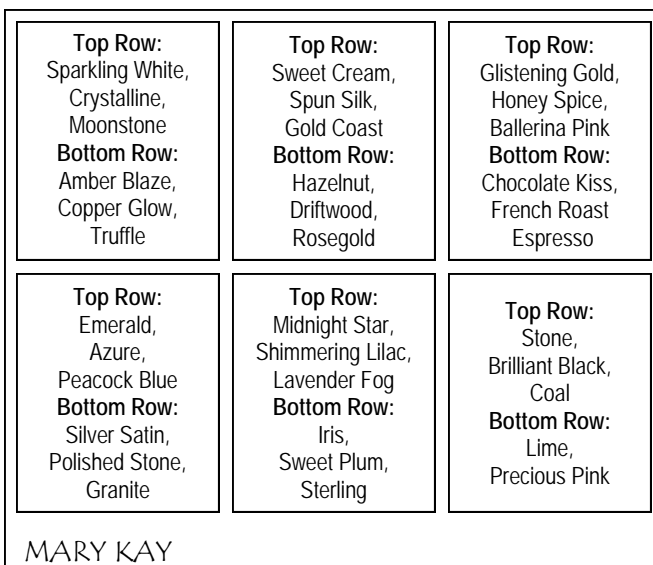 Top Row:
Sparkling White,
Crystalline,
Moonstone
Bottom Row:
Amber Blaze,
Copper Glow,
Truffle
Top Row:
Sweet Cream,
Spun Silk,
Gold Coast
Bottom Row:
Hazelnut,
Driftwood,
Rosegold
Top Row:
Glistening Gold,
Honey Spice,
Ballerina Pink
Bottom Row:
Chocolate Kiss,
French Roast
Espresso
Top Row:
Emerald,
Azure,
Peacock Blue
Bottom Row:
Silver Satin,
Polished Stone,
Granite
Top Row:
Midnight Star,
Shimmering Lilac,
Lavender Fog
Bottom Row:
Iris,
Sweet Plum,
Sterling
Top Row:
Stone,
Brilliant Black,
Coal
Bottom Row:
Lime,
Precious Pink
MARY KAY